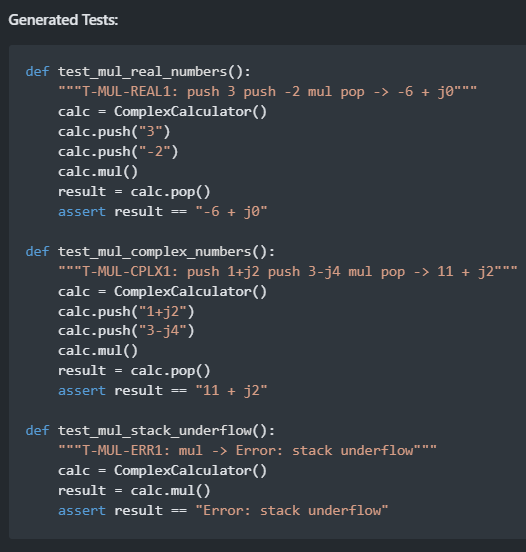 Generated Tests:
def test_mul_real_numbers():
    """T-MUL-REAL1: push 3 push -2 mul pop -> -6 + j0"""
    calc = ComplexCalculator()
    calc.push("3")
    calc.push("-2")
    calc.mul()
    result = calc.pop()
    assert result == "-6 + j0"
def test_mul_complex_numbers():
    """T-MUL-CPLX1: push 1+j2 push 3-j4 mul pop -> 11 + j2"""
    calc = ComplexCalculator()
    calc.push("1+j2")
    calc.push("3-j4")
    calc.mul()
    result = calc.pop()
    assert result == "11 + j2"
def test_mul_stack_underflow():
    """T-MUL-ERR1: mul -> Error: stack underflow"""
    calc = ComplexCalculator()
    result = calc.mul()
    assert result == "Error: stack underflow"